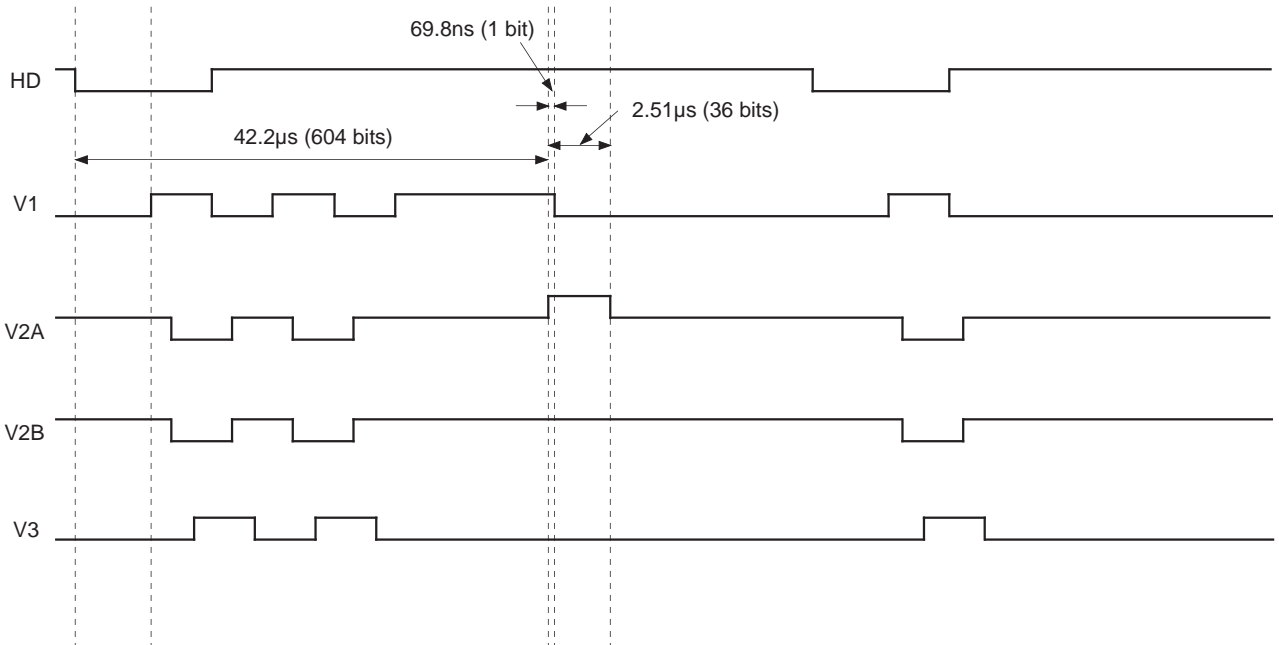 69.8ns (1 bit)
HD
2.51μs (36 bits)
42.2μs (604 bits)
V1
V2A
V2B
V3